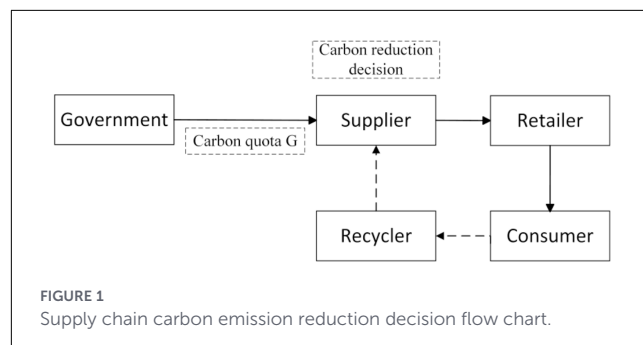 Carbon reduction
decision
Government
Supplier
Retailer
Carbon quota G
Recycler
Consumer
FIGURE 1
Supply chain carbon emission reduction decision flow chart.